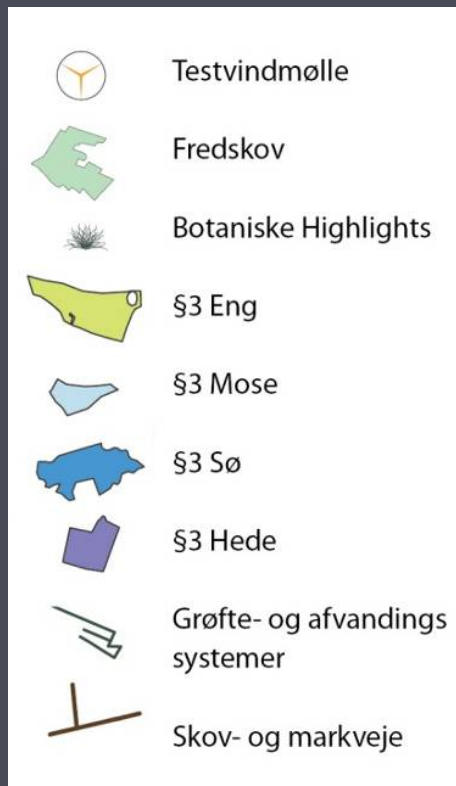 Testvindmølle
Fredskov
Botaniske Highlights
§3 Eng
§3 Mose
§3 Sø
§3 Hede
Grøfte- og afvandings
systemer
Skov- og markveje